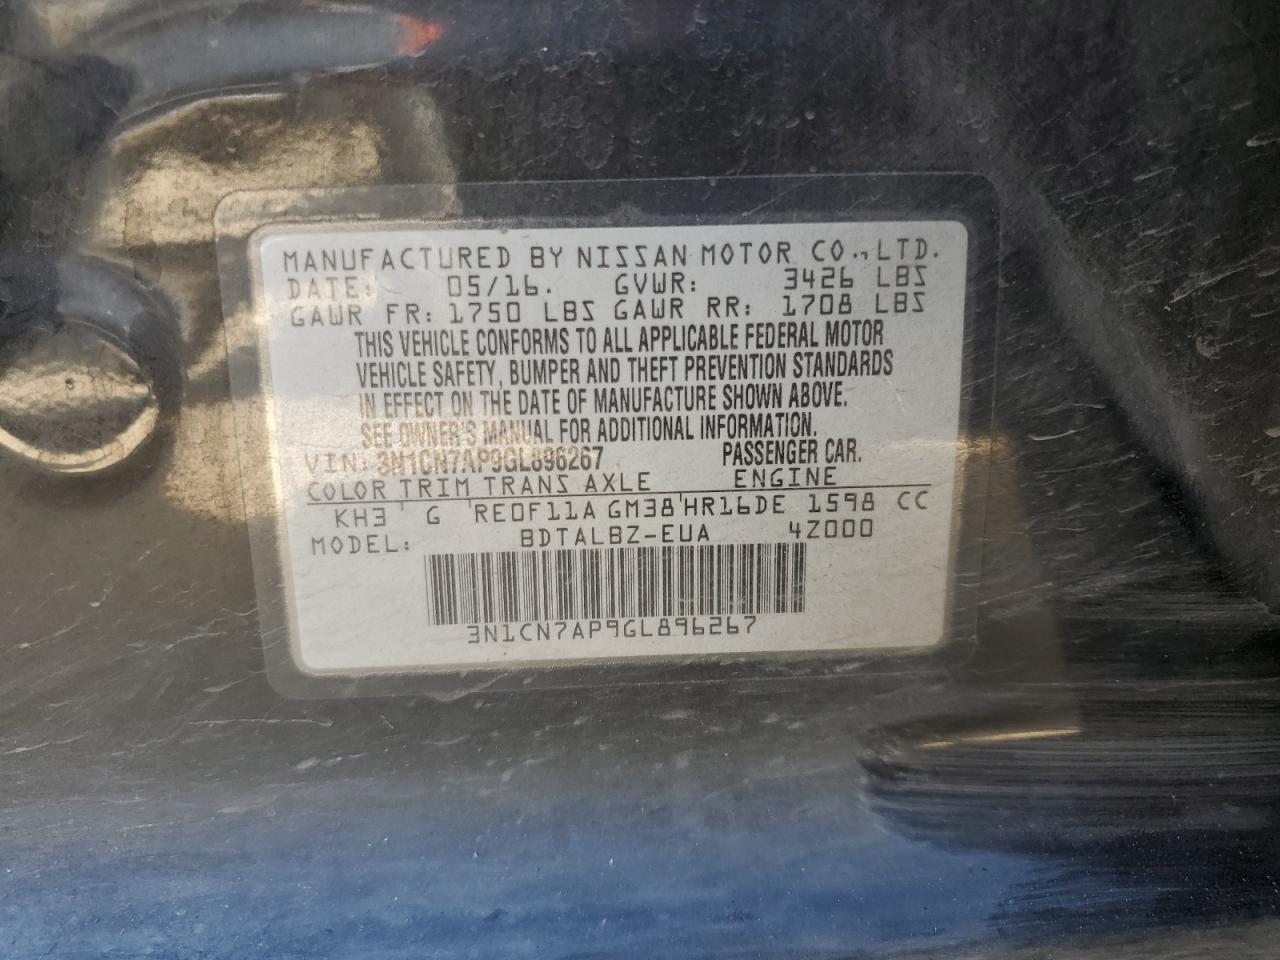 MANUFACTURED BY NISSAN MOTOR CO., LTD.
DATE: 05/16. GVWR: 3426 LBS
GAWR FR: 1750 LBS GAWR RR: 1708 LBS
THIS VEHICLE CONFORMS TO ALL APPLICABLE FEDERAL MOTOR
VEHICLE SAFETY, BUMPER AND THEFT PREVENTION STANDARDS
IN EFFECT ON THE DATE OF MANUFACTURE SHOWN ABOVE.
SEE OWNER'S MANUAL FOR ADDITIONAL INFORMATION.
VIN: 3N1CN7AP9GL896267 PASSENGER CAR.
COLOR TRIM TRANS AXLE ENGINE
KH3 G RE0F11A GM38 HR16DE 1598 CC
MODEL: BDTALBZ-EUA 4Z000
3N1CN7AP9GL896267